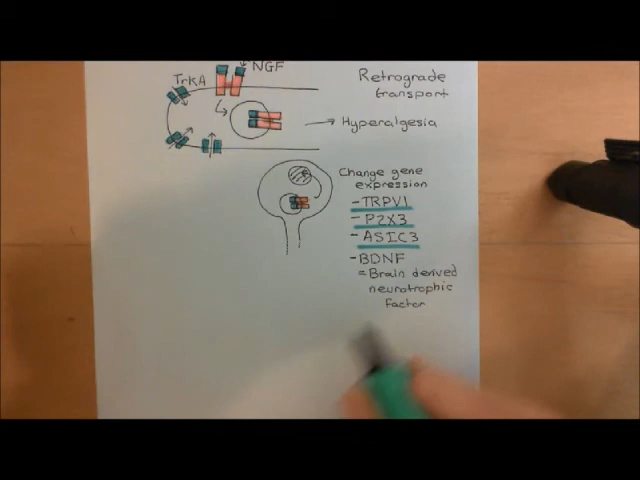 TrkA
NGF
Retrograde
transport
→ Hyperalgesia
Change gene
expression
- TRPV1
- P2X3
- ASIC3
- BDNF
= Brain derived
neurotrophic
factor